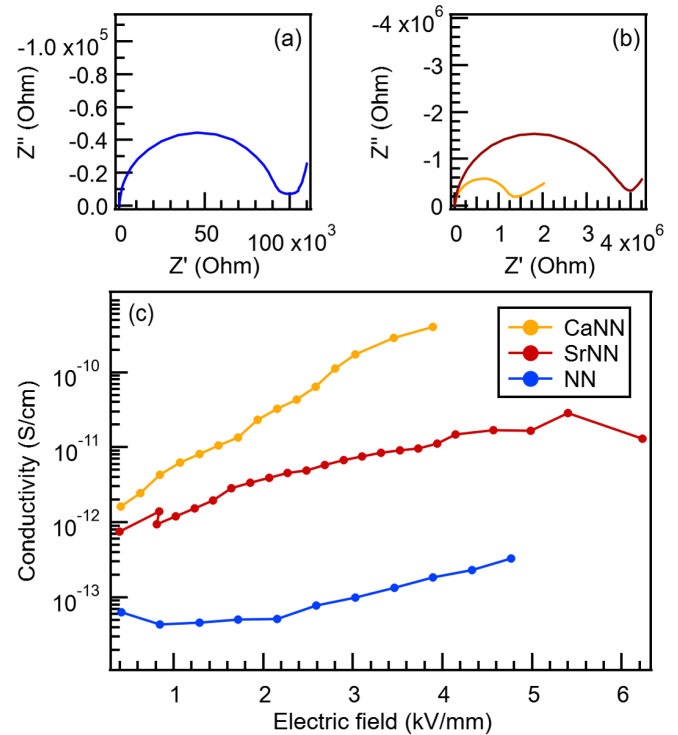 (a)
Z'' (Ohm)
-1.0 x10⁵
-0.8
-0.6
-0.4
-0.2
0.0
0
50
100 x10³
Z' (Ohm)
(b)
Z'' (Ohm)
-4 x10⁶
-3
-2
-1
0
0
1
2
3
4 x10⁶
Z' (Ohm)
(c)
CaNN
SrNN
NN
Conductivity (S/cm)
10⁻¹⁰
10⁻¹¹
10⁻¹²
10⁻¹³
1
2
3
4
5
6
Electric field (kV/mm)